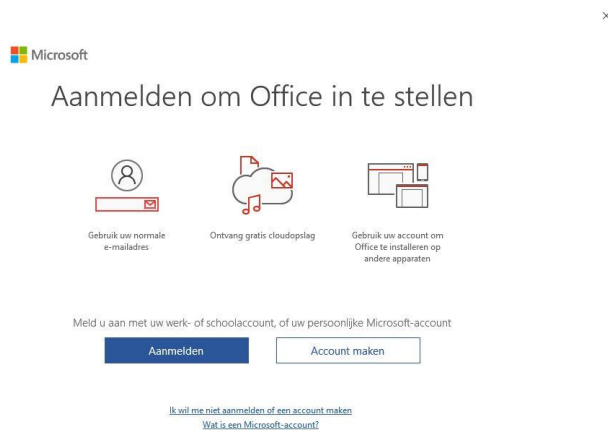 Microsoft
Aanmelden om Office in te stellen
Gebruik uw normale
e-mailadres
Ontvang gratis cloudopslag
Gebruik uw account om
Office te installeren op
andere apparaten
Meld u aan met uw werk- of schoolaccount, of uw persoonlijke Microsoft-account
Aanmelden
Account maken
Ik wil me niet aanmelden of een account maken
Wat is een Microsoft-account?